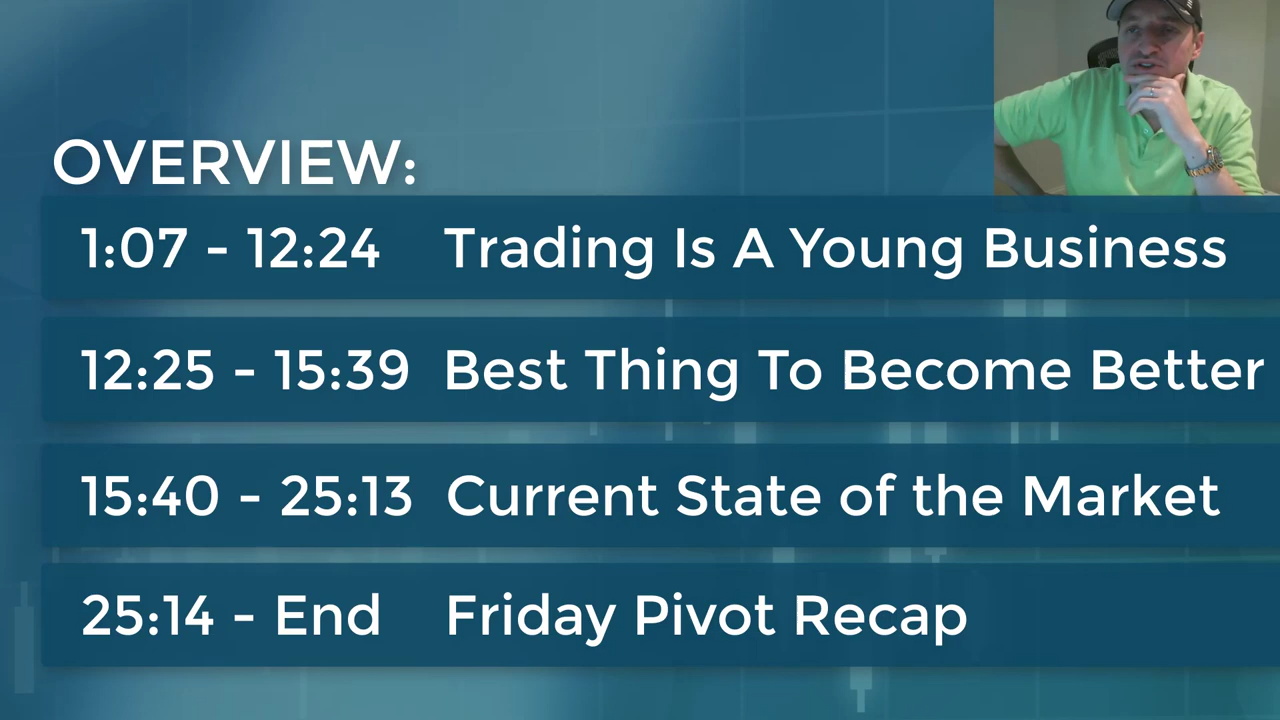 OVERVIEW:
1:07 - 12:24 Trading Is A Young Business
12:25 - 15:39 Best Thing To Become Better
15:40 - 25:13 Current State of the Market
25:14 - End Friday Pivot Recap